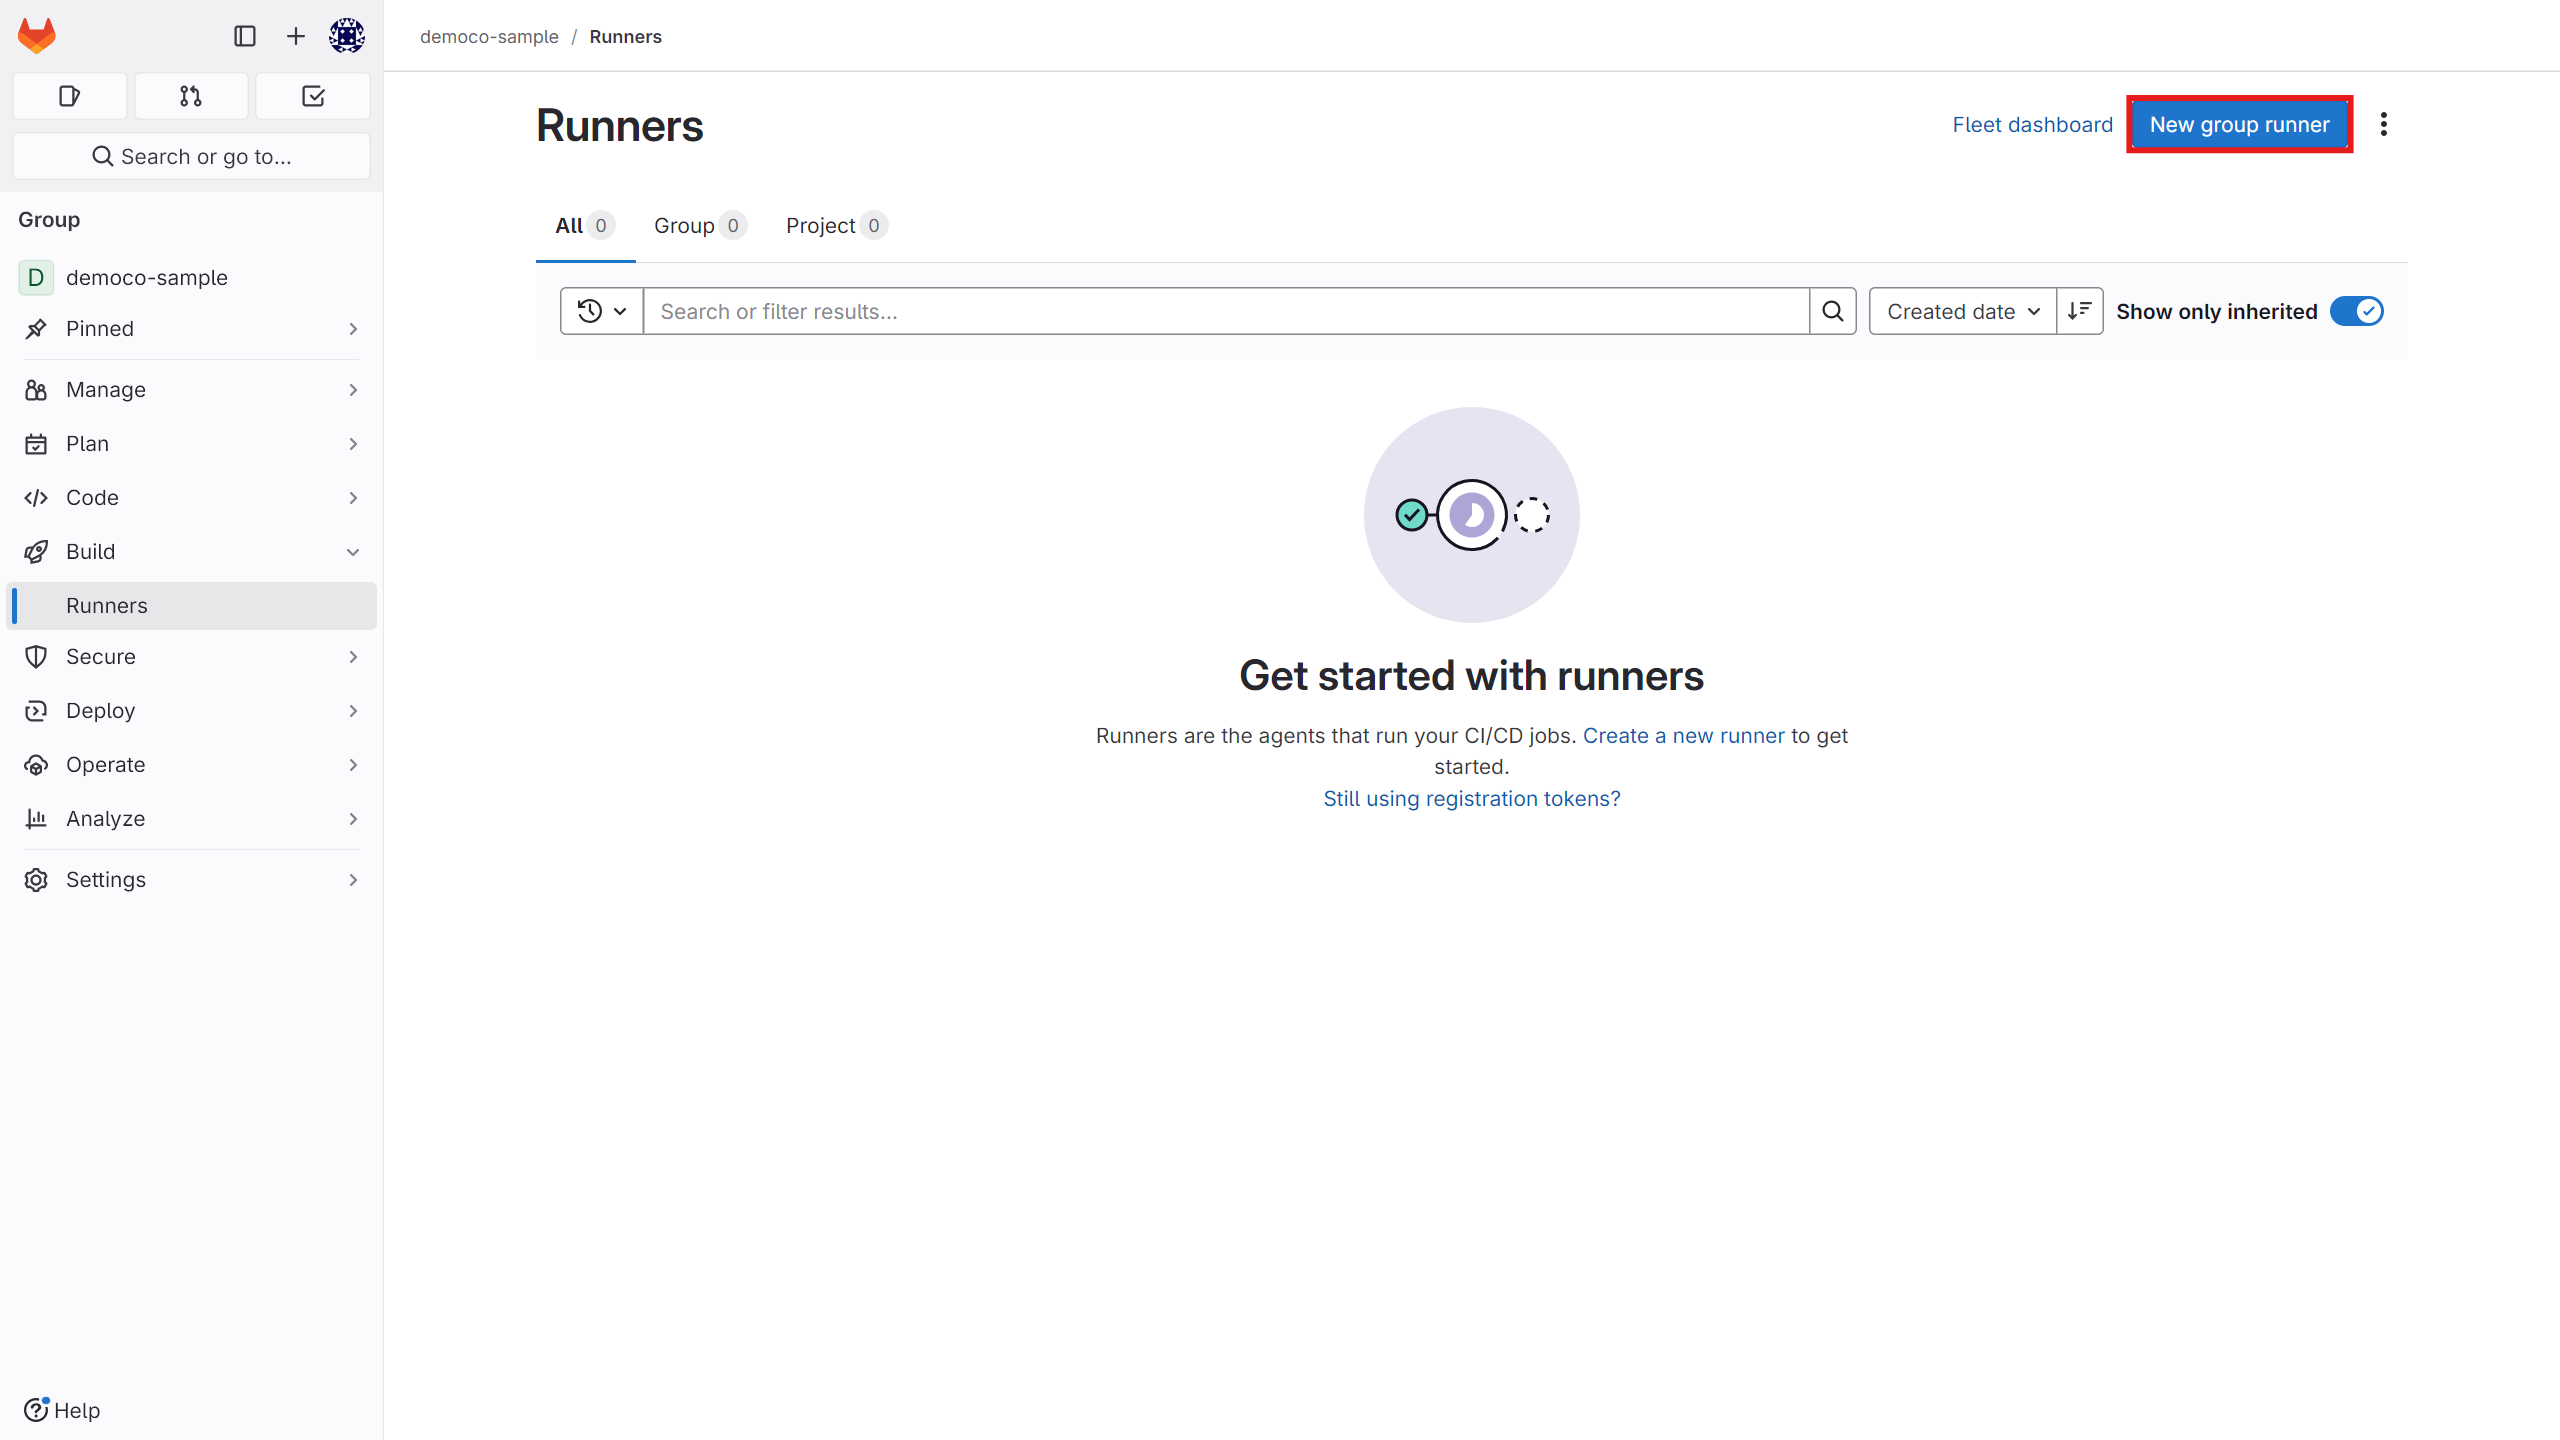 democo-sample / Runners
Search or go to...
Group
D democo-sample
Pinned
Manage
Plan
Code
Build
Runners
Secure
Deploy
Operate
Analyze
Settings
Help
Runners
Fleet dashboard
New group runner
All 0 Group 0 Project 0
Search or filter results...
Created date
Show only inherited
Get started with runners
Runners are the agents that run your CI/CD jobs. Create a new runner to get
started.
Still using registration tokens?